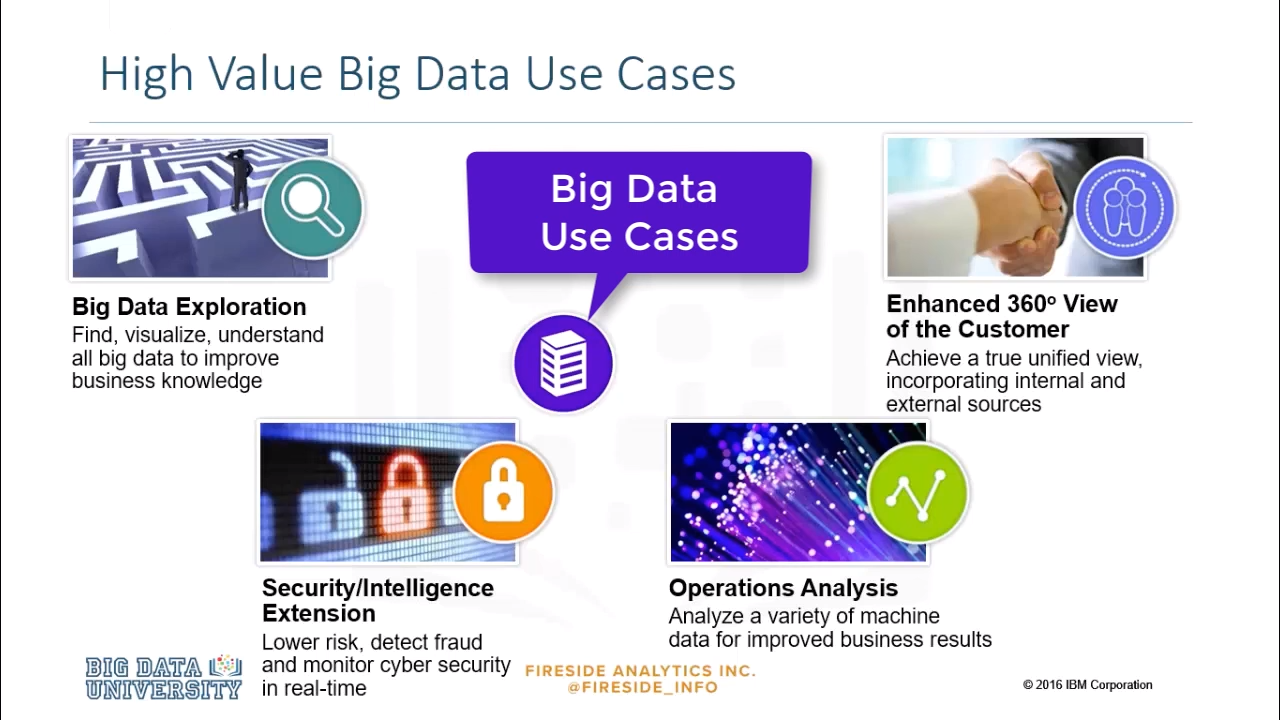 High Value Big Data Use Cases
Big Data
Use Cases
Big Data Exploration
Find, visualize, understand
all big data to improve
business knowledge
Enhanced 360º View
of the Customer
Achieve a true unified view,
incorporating internal and
external sources
Security/Intelligence
Extension
Lower risk, detect fraud
and monitor cyber security
in real-time
Operations Analysis
Analyze a variety of machine
data for improved business results
BIG DATA
UNIVERSITY
FIRESIDE ANALYTICS INC.
@FIRESIDE_INFO
© 2016 IBM Corporation